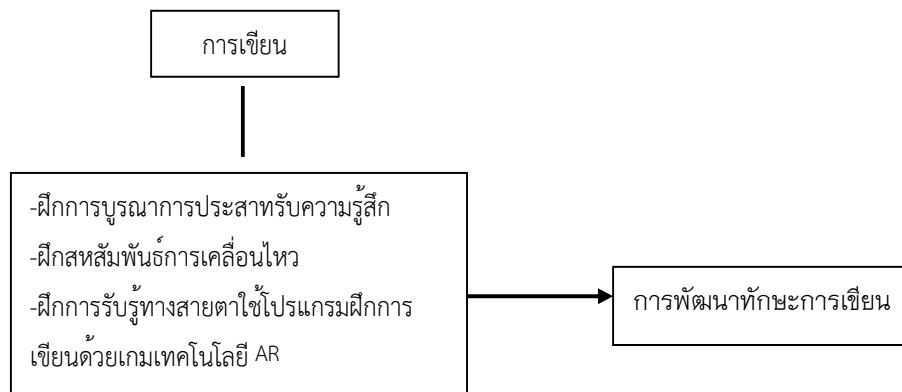 การเขียน
-ฝึกการบูรณาการประสาทรับความรู้สึก
-ฝึกสหสัมพันธ์การเคลื่อนไหว
-ฝึกการรับรู้ทางสายตาใช้โปรแกรมฝึกการ
เขียนด้วยเกมเทคโนโลยี AR
การพัฒนาทักษะการเขียน